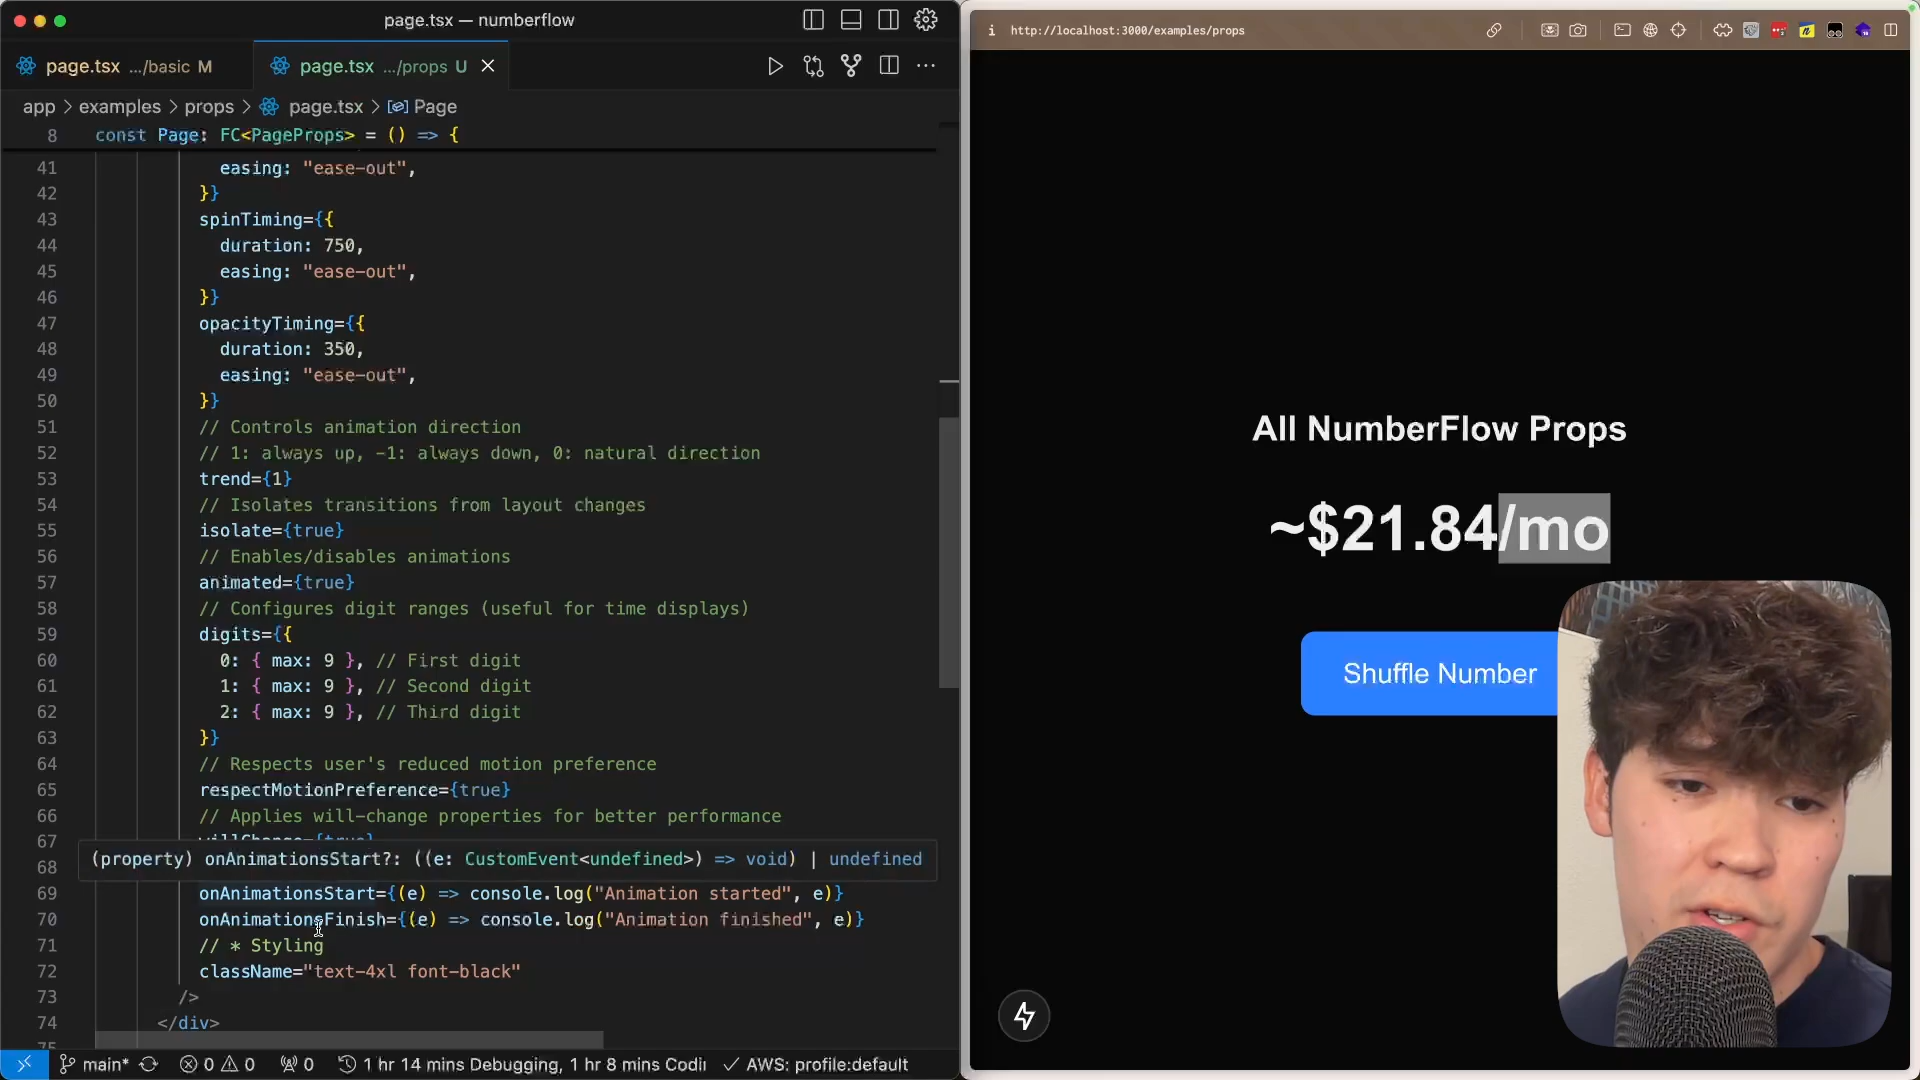 page.tsx — numberflow
page.tsx .../basic M
page.tsx .../props U
app > examples > props > page.tsx > Page
8 const Page: FC<PageProps> = () => {
41 easing: "ease-out",
42 }}
43 spinTiming={{
44 duration: 750,
45 easing: "ease-out",
46 }}
47 opacityTiming={{
48 duration: 350,
49 easing: "ease-out",
50 }}
51 // Controls animation direction
52 // 1: always up, -1: always down, 0: natural direction
53 trend={1}
54 // Isolates transitions from layout changes
55 isolate={true}
56 // Enables/disables animations
57 animated={true}
58 // Configures digit ranges (useful for time displays)
59 digits={{
60 0: { max: 9 }, // First digit
61 1: { max: 9 }, // Second digit
62 2: { max: 9 }, // Third digit
63 }}
64 // Respects user's reduced motion preference
65 respectMotionPreference={true}
66 // Applies will-change properties for better performance
67 willChange={true}
(property) onAnimationsStart?: ((e: CustomEvent<undefined>) => void) | undefined
68
69 onAnimationsStart={(e) => console.log("Animation started", e)}
70 onAnimationsFinish={(e) => console.log("Animation finished", e)}
71 // * Styling
72 className="text-4xl font-black"
73 />
74 </div>
75
main* 0 0 0 1 hr 14 mins Debugging, 1 hr 8 mins Codi AWS: profile:default
http://localhost:3000/examples/props
All NumberFlow Props
~$21.84/mo
Shuffle Number